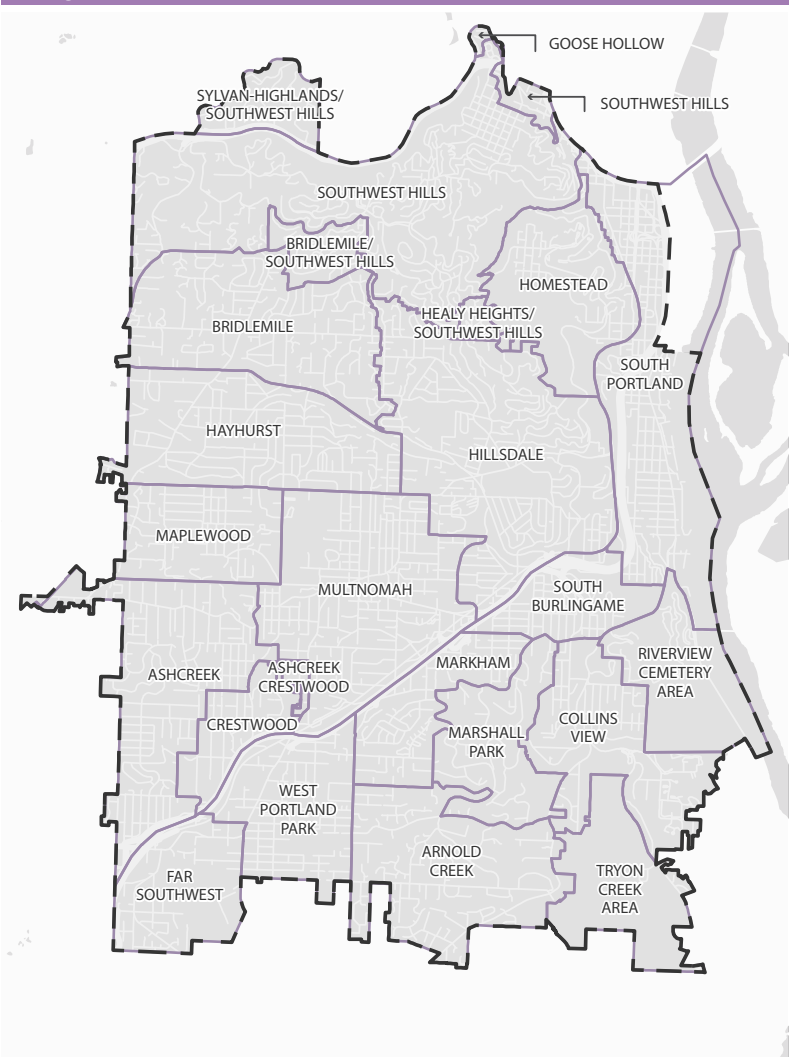 GOOSE HOLLOW
SYLVAN-HIGHLANDS/
SOUTHWEST HILLS
SOUTHWEST HILLS
SOUTHWEST HILLS
BRIDLEMILE/
SOUTHWEST HILLS
HOMESTEAD
HEALY HEIGHTS/
SOUTHWEST HILLS
BRIDLEMILE
SOUTH
PORTLAND
HAYHURST
HILLSDALE
MAPLEWOOD
MULTNOMAH
SOUTH
BURLINGAME
ASHCREEK
ASHCREEK
CRESTWOOD
MARKHAM
RIVERVIEW
CEMETERY
AREA
CRESTWOOD
MARSHALL
PARK
COLLINS
VIEW
WEST
PORTLAND
PARK
ARNOLD
CREEK
FAR
SOUTHWEST
TRYON
CREEK
AREA